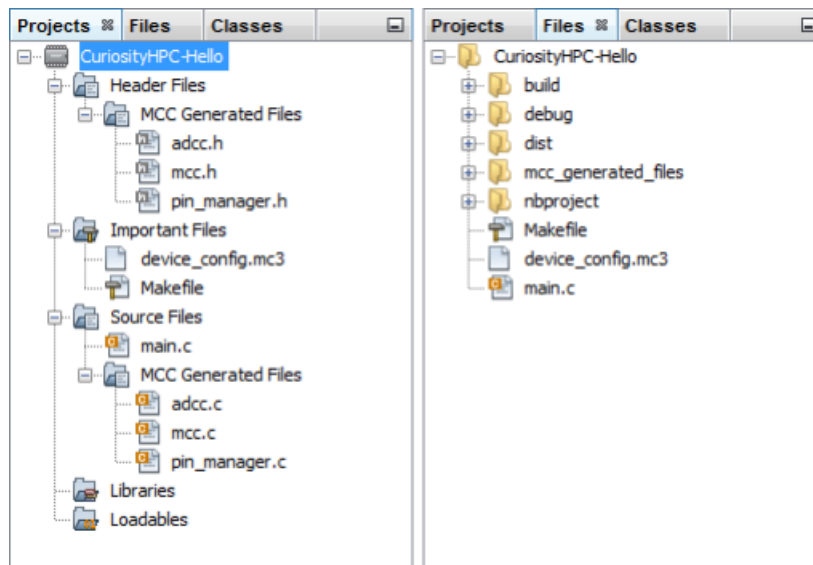 Projects Files Classes
CuriosityHPC-Hello
Header Files
MCC Generated Files
adcc.h
mcc.h
pin_manager.h
Important Files
device_config.mc3
Makefile
Source Files
main.c
MCC Generated Files
adcc.c
mcc.c
pin_manager.c
Libraries
Loadables
Projects Files Classes
CuriosityHPC-Hello
build
debug
dist
mcc_generated_files
nbproject
Makefile
device_config.mc3
main.c